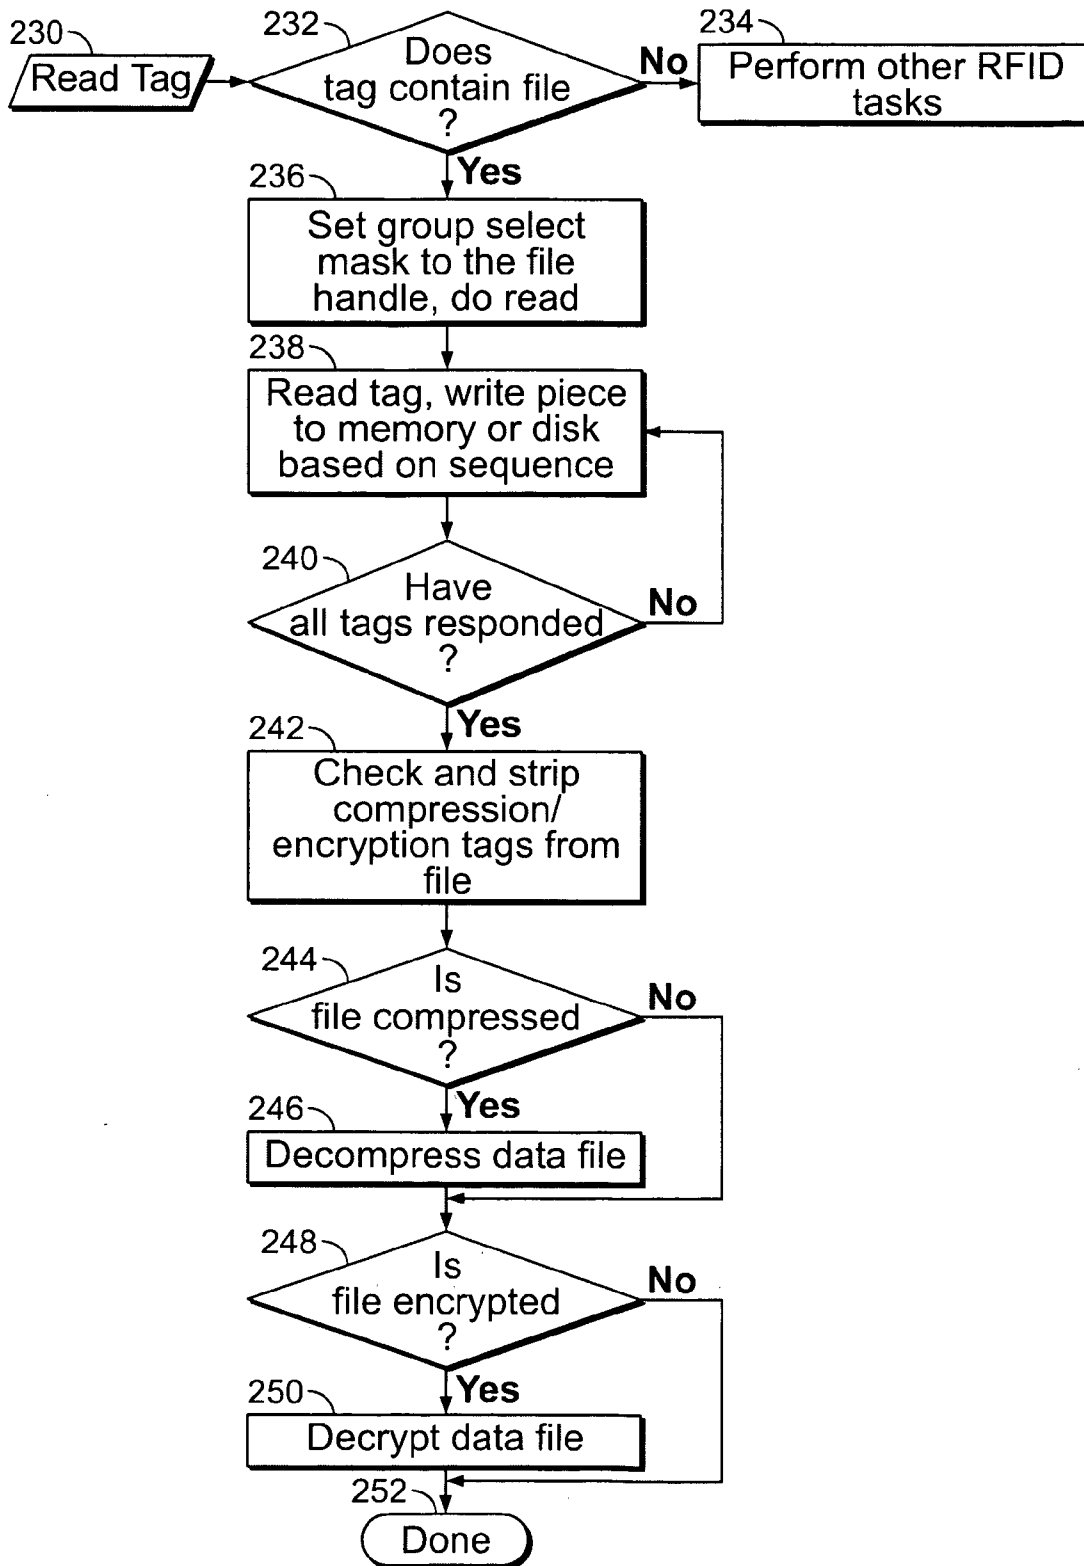 230
Read Tag
232
Does
tag contain file
?
No
234
Perform other RFID
tasks
Yes
236
Set group select
mask to the file
handle, do read
238
Read tag, write piece
to memory or disk
based on sequence
240
Have
all tags responded
?
No
Yes
242
Check and strip
compression/
encryption tags from
file
244
Is
file compressed
?
No
Yes
246
Decompress data file
248
Is
file encrypted
?
No
Yes
250
Decrypt data file
252
Done